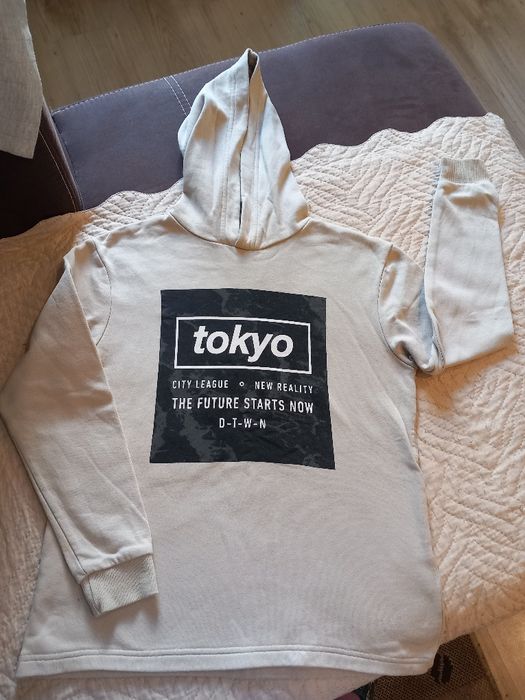 tokyo
CITY LEAGUE o NEW REALITY
THE FUTURE STARTS NOW
D-T-W-N